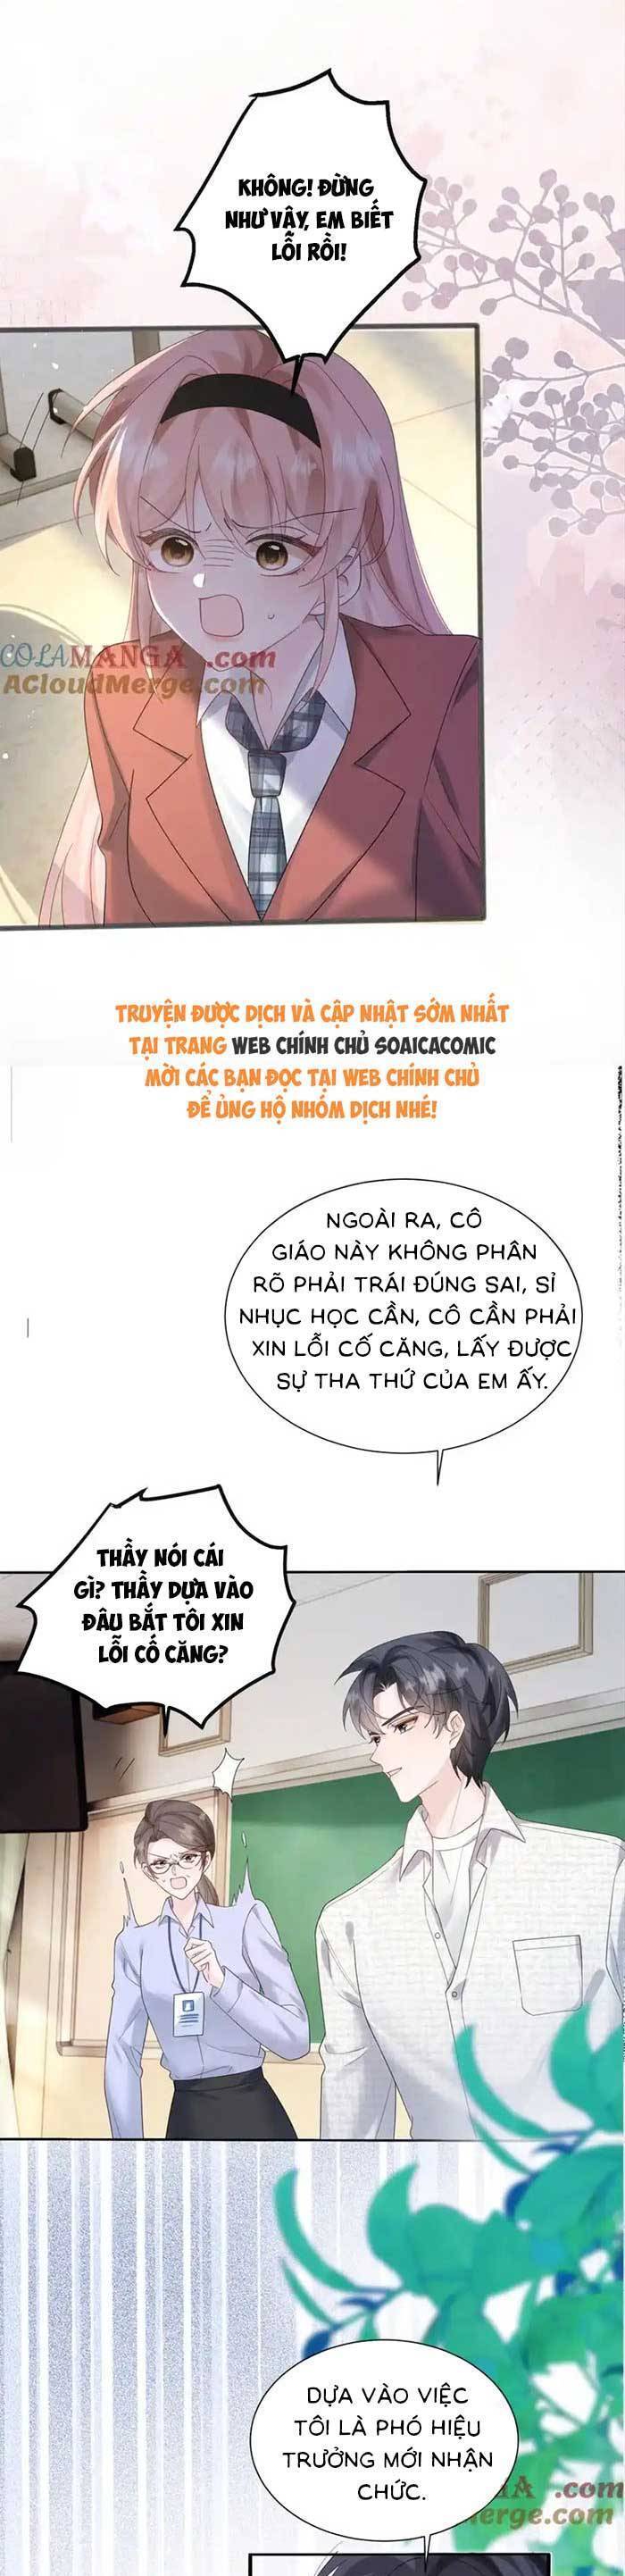 KHÔNG! ĐỪNG
NHƯ VẬY, EM BIẾT
LỖI RỒI!
COLAMANGA.com
ACloudMerge.com
TRUYỆN ĐƯỢC DỊCH VÀ CẬP NHẬT SỚM NHẤT
TẠI TRANG WEB CHÍNH CHỦ SOAICACOMIC
MỜI CÁC BẠN ĐỌC TẠI WEB CHÍNH CHỦ
ĐỂ ỦNG HỘ NHÓM DỊCH NHÉ!
NGOÀI RA, CÔ
GIÁO NÀY KHÔNG PHÂN
RÕ PHẢI TRÁI ĐÚNG SAI, SỈ
NHỤC HỌC CẦN, CÔ CẦN PHẢI
XIN LỖI CỐ CĂNG, LẤY ĐƯỢC
SỰ THA THỨ CỦA EM ẤY.
THẦY NÓI CÁI
GÌ? THẦY DỰA VÀO
ĐÂU BẮT TÔI XIN
LỖI CỐ CĂNG?
DỰA VÀO VIỆC
TÔI LÀ PHÓ HIỆU
TRƯỞNG MỚI NHẬN
CHỨC.
GA .com
merge.com